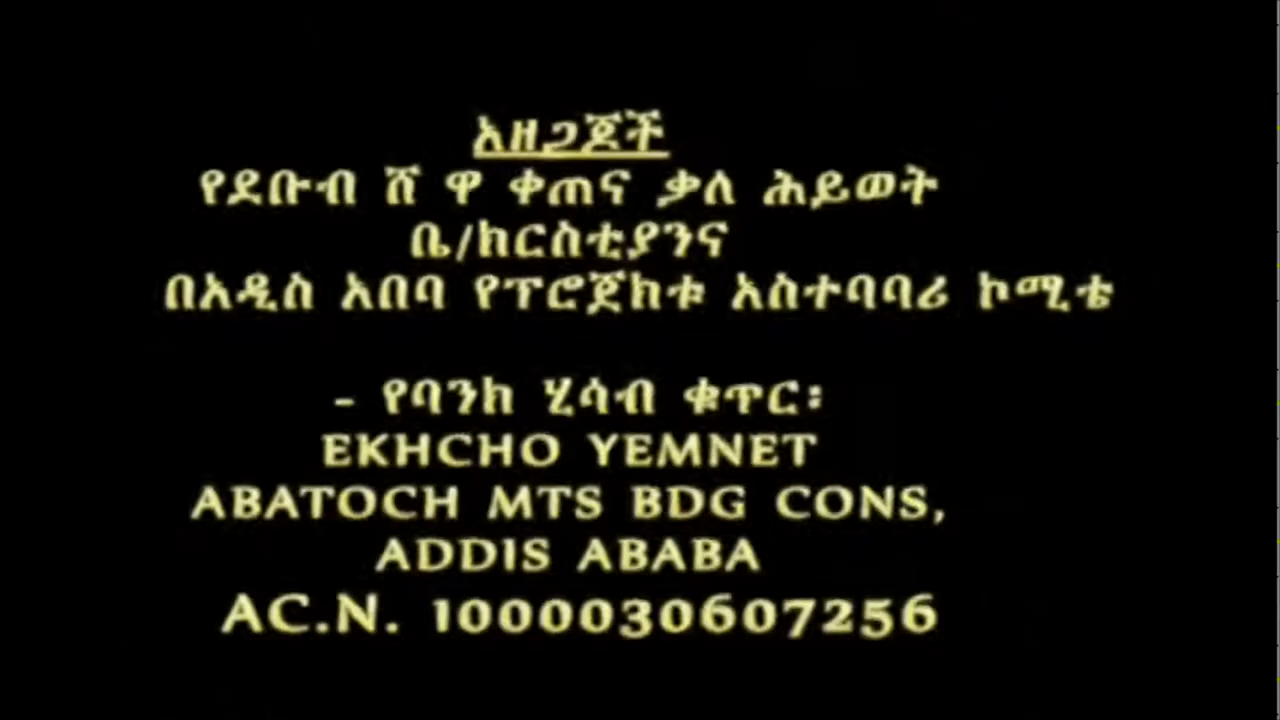 አዘጋጆች
የደቡብ ሸ ዋ ቀጠና ቃለ ሕይወት
ቤ/ክርስቲያንና
በአዲስ አበባ የፕሮጀክቱ አስተባባሪ ኮሚቴ
- የባንክ ሂሳብ ቁጥር፡
EKHCHO YEMNET
ABATOCH MTS BDG CONS,
ADDIS ABABA
AC.N. 1000030607256